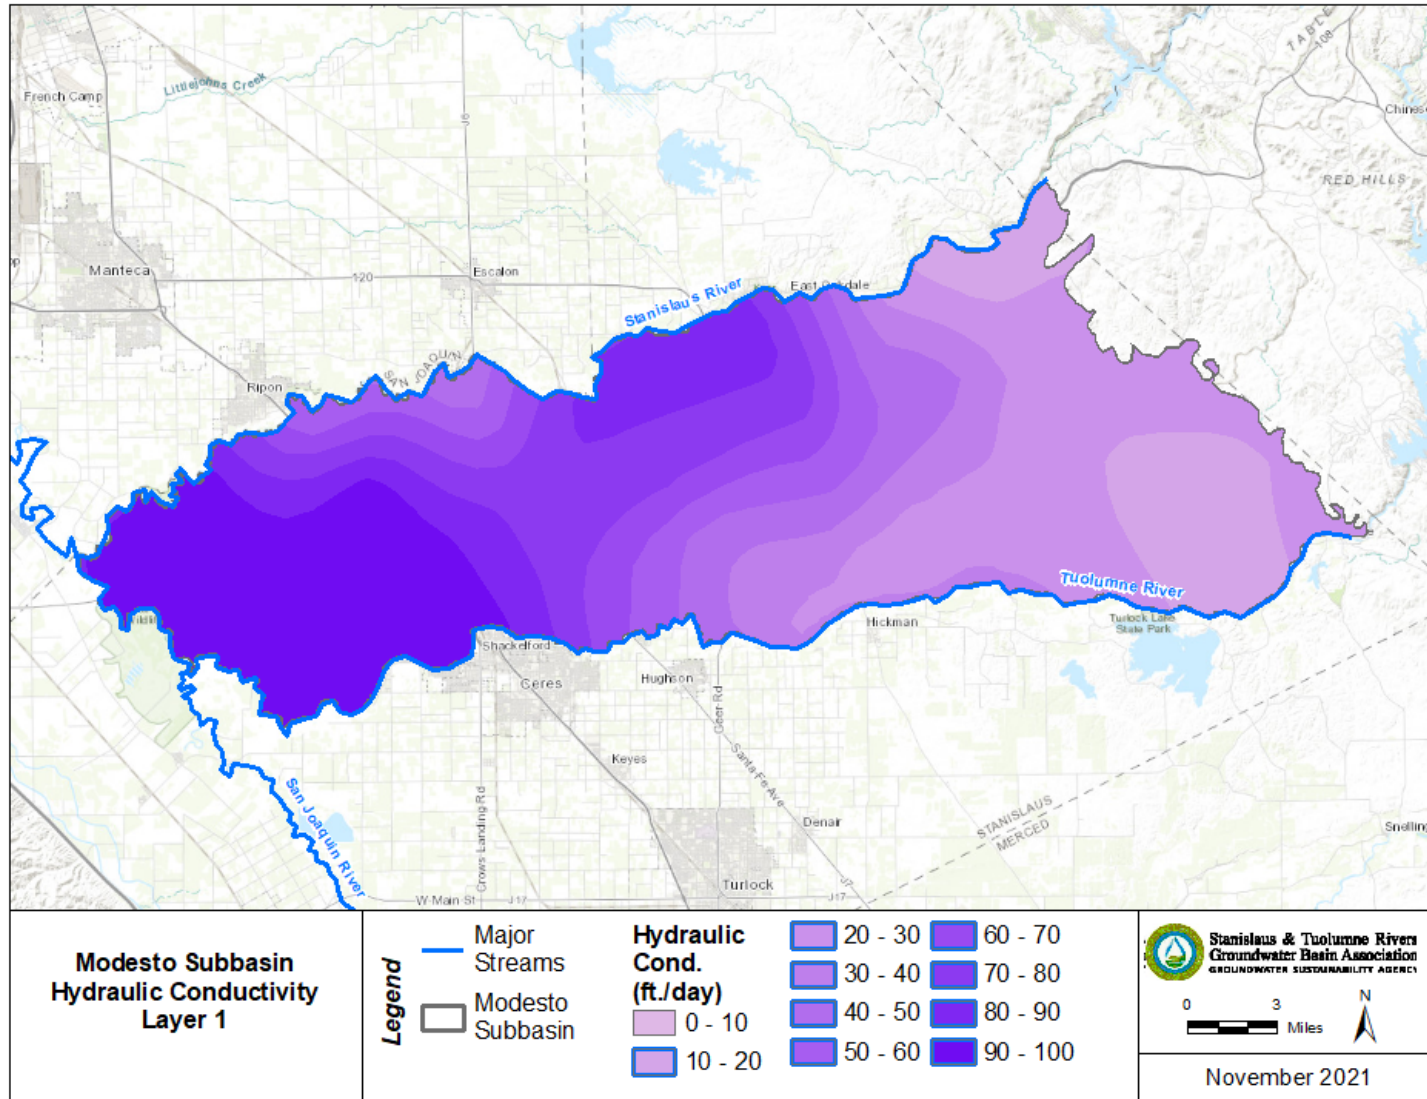 TABLE
108
Littlejohns Creek
French Camp
J6
Chinese
RED HILLS
Manteca
120
Escalon
East Oakdale
Stanislaus River
SAN JOAQUIN
Ripon
Tuolumne River
Turlock Lake
State Park
Hickman
Shackelford
Ceres
Hughson
Geer Rd
Keyes
Santa Fe Ave
San Joaquin River
Crows Landing Rd
Denair
STANISLAUS
MERCED
Snelling
Turlock
J7
W Main St
J17
J17
Modesto Subbasin
Hydraulic Conductivity
Layer 1
Legend
Major
Streams
Modesto
Subbasin
Hydraulic
Cond.
(ft./day)
0 - 10
10 - 20
20 - 30
30 - 40
40 - 50
50 - 60
60 - 70
70 - 80
80 - 90
90 - 100
Stanislaus & Tuolumne Rivers
Groundwater Basin Association
GROUNDWATER SUSTAINABILITY AGENCY
0 3
Miles
N
November 2021